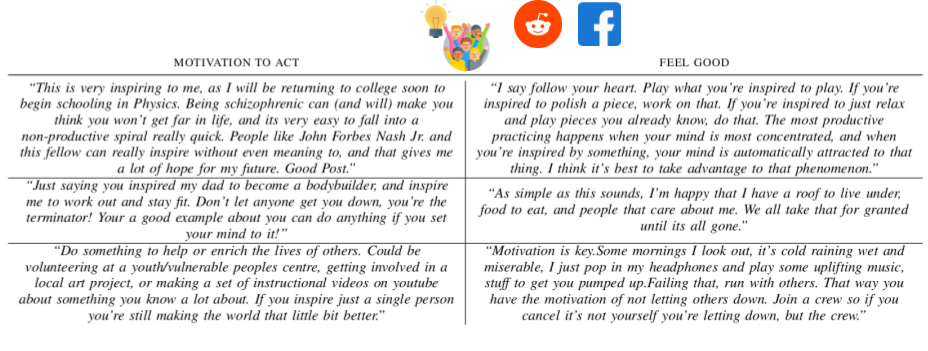 MOTIVATION TO ACT
FEEL GOOD
“This is very inspiring to me, as I will be returning to college soon to
begin schooling in Physics. Being schizophrenic can (and will) make you
think you won’t get far in life, and its very easy to fall into a
non-productive spiral really quick. People like John Forbes Nash Jr. and
this fellow can really inspire without even meaning to, and that gives me
a lot of hope for my future. Good Post.”
“I say follow your heart. Play what you’re inspired to play. If you’re
inspired to polish a piece, work on that. If you’re inspired to just relax
and play pieces you already know, do that. The most productive
practicing happens when your mind is most concentrated, and when
you’re inspired by something, your mind is automatically attracted to that
thing. I think it’s best to take advantage to that phenomenon.”
“Just saying you inspired my dad to become a bodybuilder, and inspire
me to work out and stay fit. Don’t let anyone get you down, you’re the
terminator! Your a good example about you can do anything if you set
your mind to it!”
“As simple as this sounds, I’m happy that I have a roof to live under,
food to eat, and people that care about me. We all take that for granted
until its all gone.”
“Do something to help or enrich the lives of others. Could be
volunteering at a youth/vulnerable peoples centre, getting involved in a
local art project, or making a set of instructional videos on youtube
about something you know a lot about. If you inspire just a single person
you’re still making the world that little bit better.”
“Motivation is key.Some mornings I look out, it’s cold raining wet and
miserable, I just pop in my headphones and play some uplifting music,
stuff to get you pumped up.Failing that, run with others. That way you
have the motivation of not letting others down. Join a crew so if you
cancel it’s not yourself you’re letting down, but the crew.”